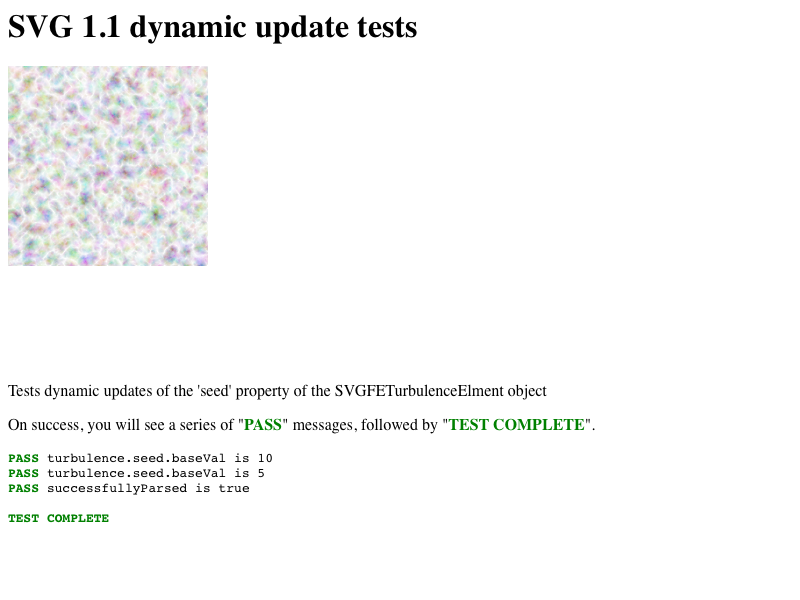 SVG 1.1 dynamic update tests
Tests dynamic updates of the 'seed' property of the SVGFETurbulenceElment object
On success, you will see a series of "PASS" messages, followed by "TEST COMPLETE".
PASS turbulence.seed.baseVal is 10
PASS turbulence.seed.baseVal is 5
PASS successfullyParsed is true
TEST COMPLETE